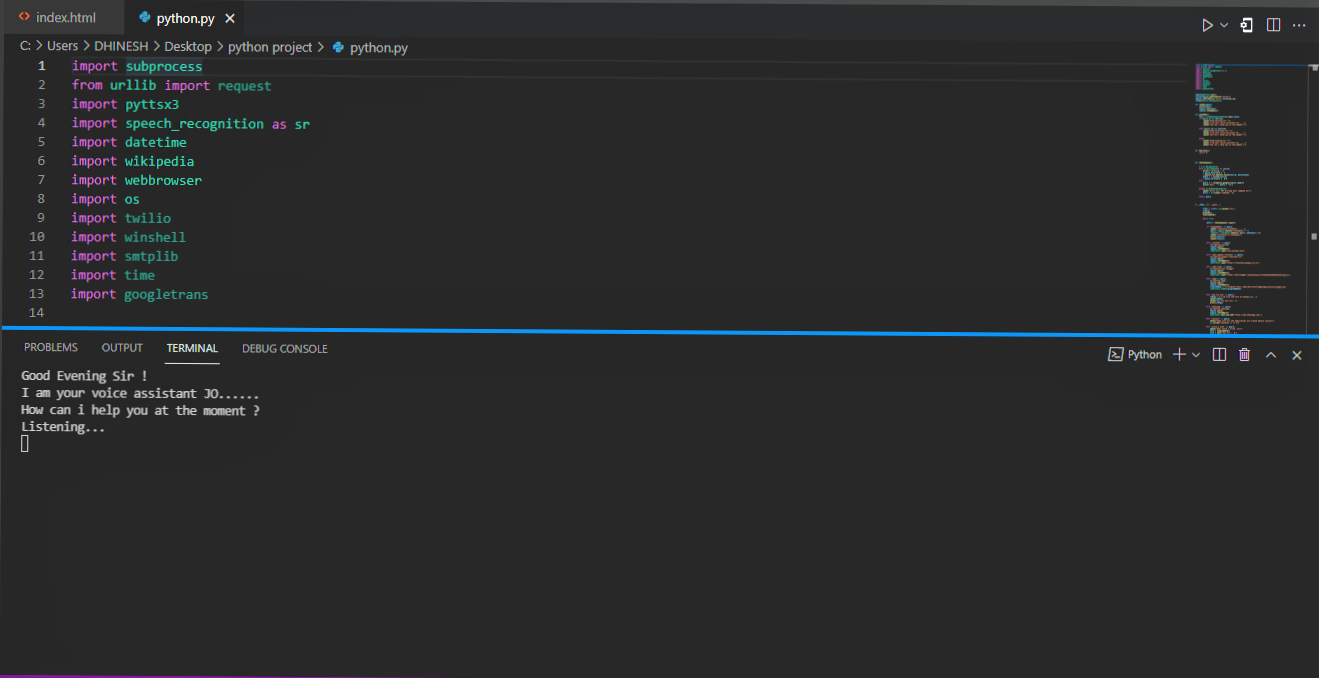 index.html
python.py
C: > Users > DHINESH > Desktop > python project > python.py
1 import subprocess
2 from urllib import request
3 import pyttsx3
4 import speech_recognition as sr
5 import datetime
6 import wikipedia
7 import webbrowser
8 import os
9 import twilio
10 import winshell
11 import smtplib
12 import time
13 import googletrans
14
PROBLEMS OUTPUT TERMINAL DEBUG CONSOLE
Python
Good Evening Sir !
I am your voice assistant JO......
How can i help you at the moment ?
Listening...